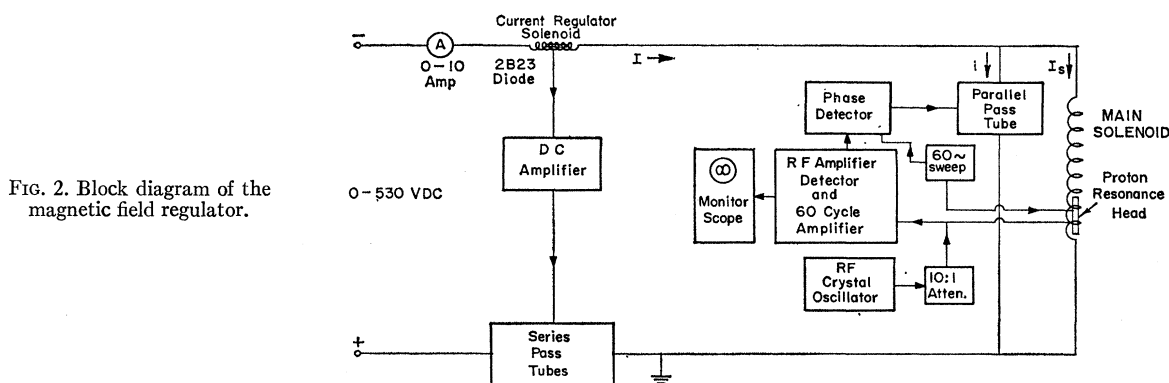 FIG. 2. Block diagram of the
magnetic field regulator.
Current Regulator
Solenoid
−
A
0-10
Amp
2B23
Diode
I
i
Is
Phase
Detector
Parallel
Pass
Tube
MAIN
SOLENOID
DC
Amplifier
60~
sweep
RF Amplifier
Detector
and
60 Cycle
Amplifier
Monitor
Scope
Proton
Resonance
Head
0-530 VDC
RF
Crystal
Oscillator
10:1
Atten.
+
Series
Pass
Tubes